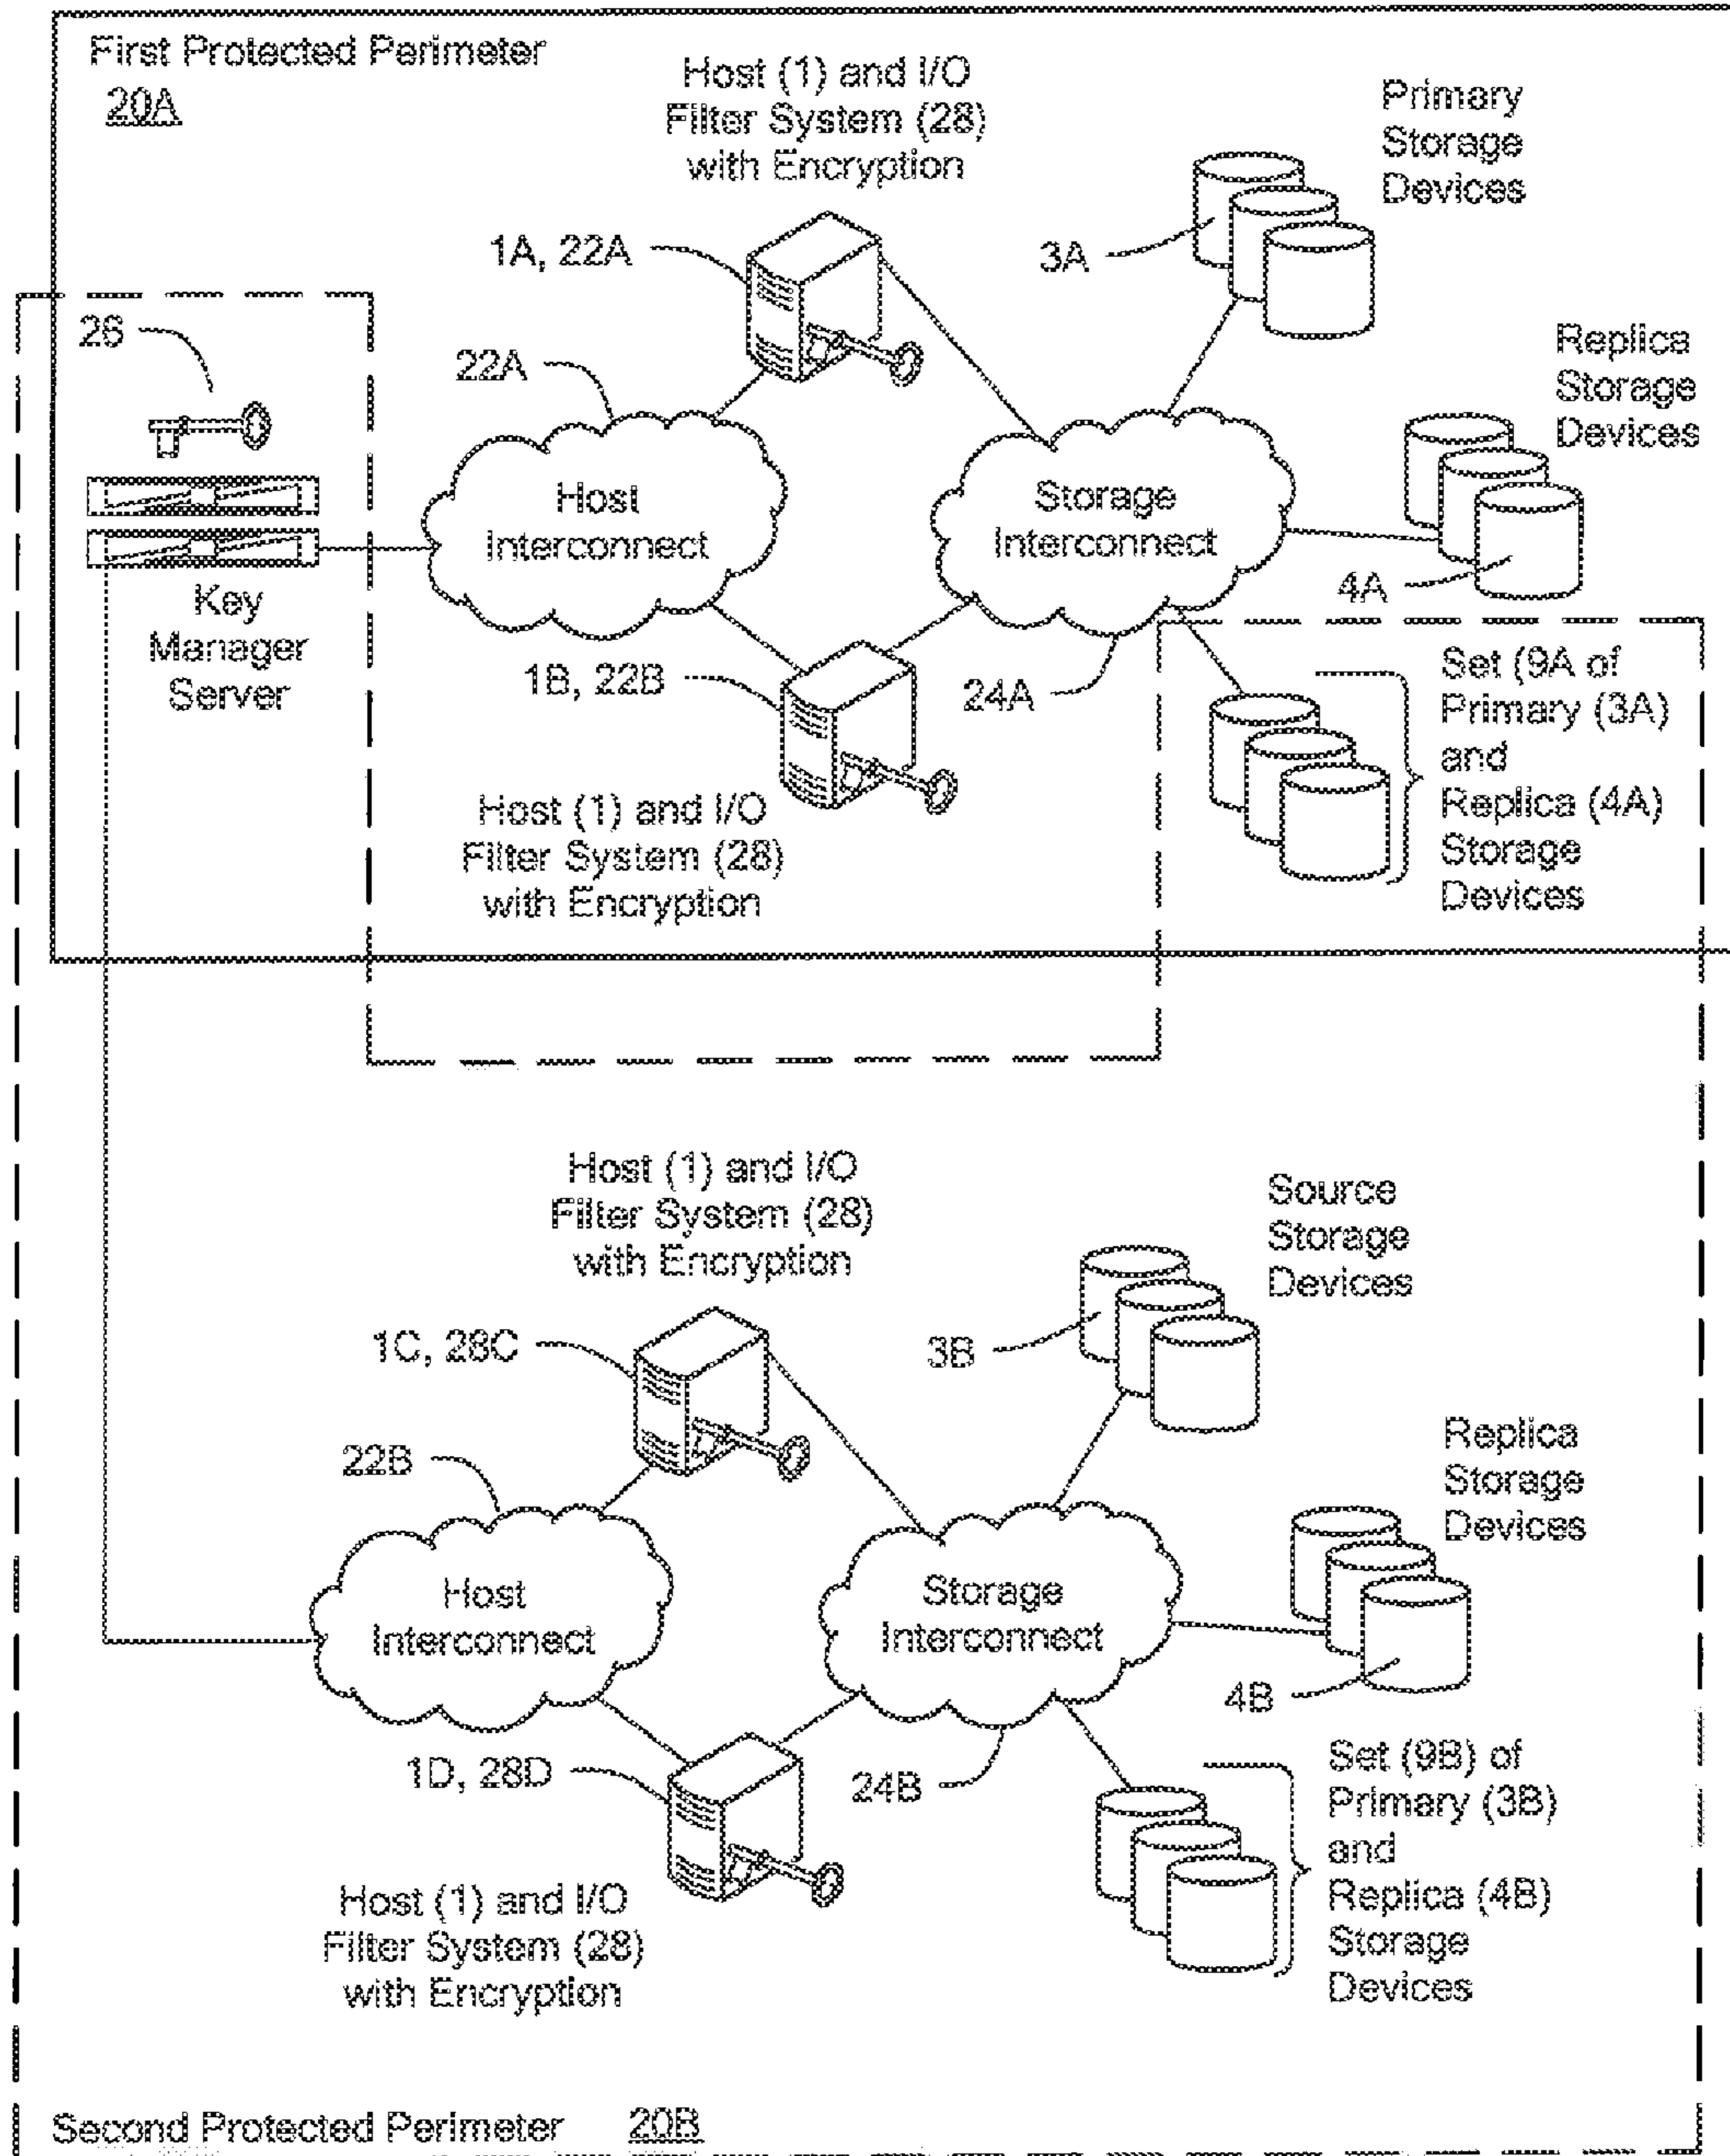 First Protected Perimeter
20A
Host (1) and I/O
Filter System (28)
with Encryption
Primary
Storage
Devices
1A, 22A
3A
26
22A
Replica
Storage
Devices
Host
Interconnect
Storage
Interconnect
4A
Key
Manager
Server
1B, 22B
24A
Set (9A of
Primary (3A)
and
Replica (4A)
Storage
Devices
Host (1) and I/O
Filter System (28)
with Encryption
Host (1) and I/O
Filter System (28)
with Encryption
Source
Storage
Devices
1C, 28C
3B
22B
Replica
Storage
Devices
Host
Interconnect
Storage
Interconnect
4B
1D, 28D
24B
Set (9B) of
Primary (3B)
and
Replica (4B)
Storage
Devices
Host (1) and I/O
Filter System (28)
with Encryption
Second Protected Perimeter 20B